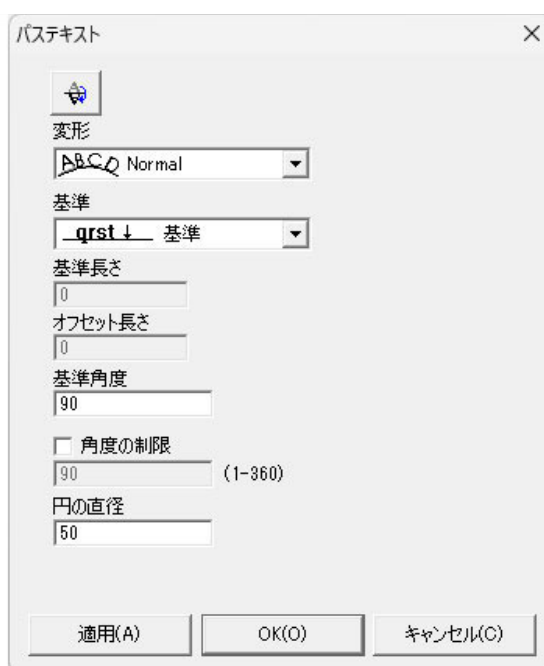 パステキスト
変形
ABCD Normal
基準
qrst↓ 基準
基準長さ
0
オフセット長さ
0
基準角度
90
角度の制限
90 (1-360)
円の直径
50
適用(A) OK(O) キャンセル(C)